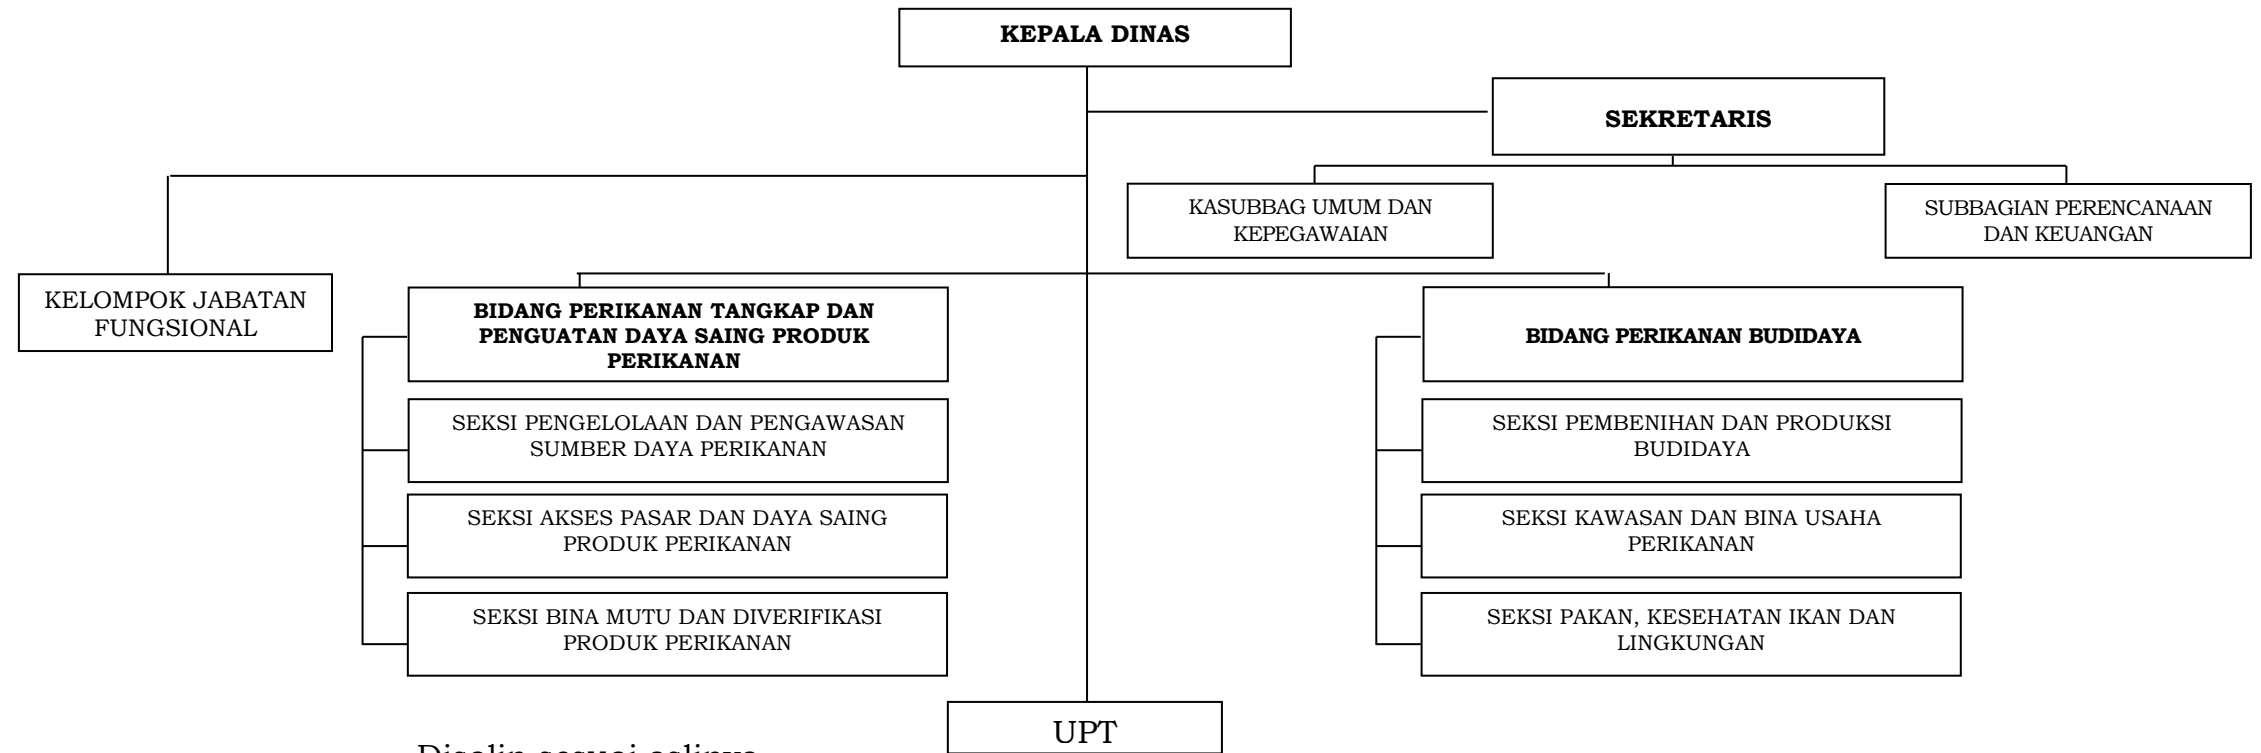 KEPALA DINAS
SEKRETARIS
KASUBBAG UMUM DAN
KEPEGAWAIAN
SUBBAGIAN PERENCANAAN
DAN KEUANGAN
KELOMPOK JABATAN
FUNGSIONAL
BIDANG PERIKANAN TANGKAP DAN
PENGUATAN DAYA SAING PRODUK
PERIKANAN
SEKSI PENGELOLAAN DAN PENGAWASAN
SUMBER DAYA PERIKANAN
SEKSI AKSES PASAR DAN DAYA SAING
PRODUK PERIKANAN
SEKSI BINA MUTU DAN DIVERIFIKASI
PRODUK PERIKANAN
BIDANG PERIKANAN BUDIDAYA
SEKSI PEMBENIHAN DAN PRODUKSI
BUDIDAYA
SEKSI KAWASAN DAN BINA USAHA
PERIKANAN
SEKSI PAKAN, KESEHATAN IKAN DAN
LINGKUNGAN
UPT
Disalin sesuai aslinya